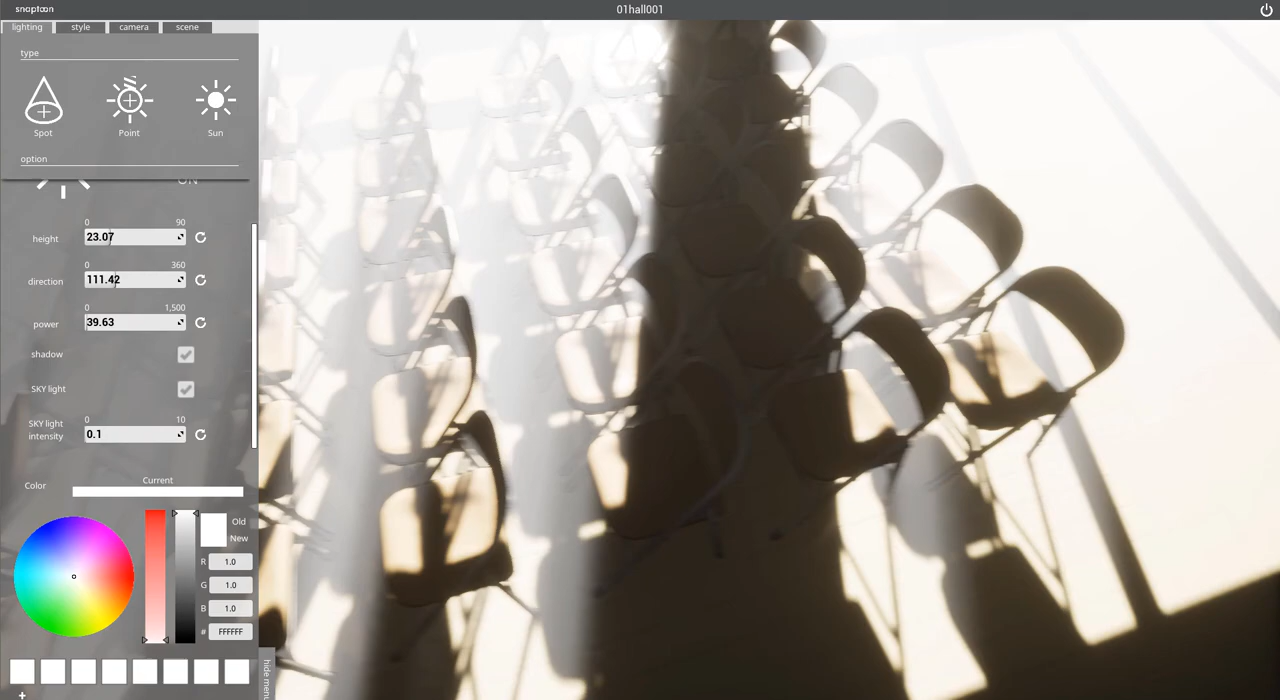 snaptoon
01hall001
lighting style camera scene
type
Spot Point Sun
option
ON
0 90
height 23.07
0 360
direction 111.42
0 1,500
power 39.63
shadow
SKY light
0 10
SKY light intensity 0.1
Current
Color
Old
New
R 1.0
G 1.0
B 1.0
# FFFFFF
hide menu
+